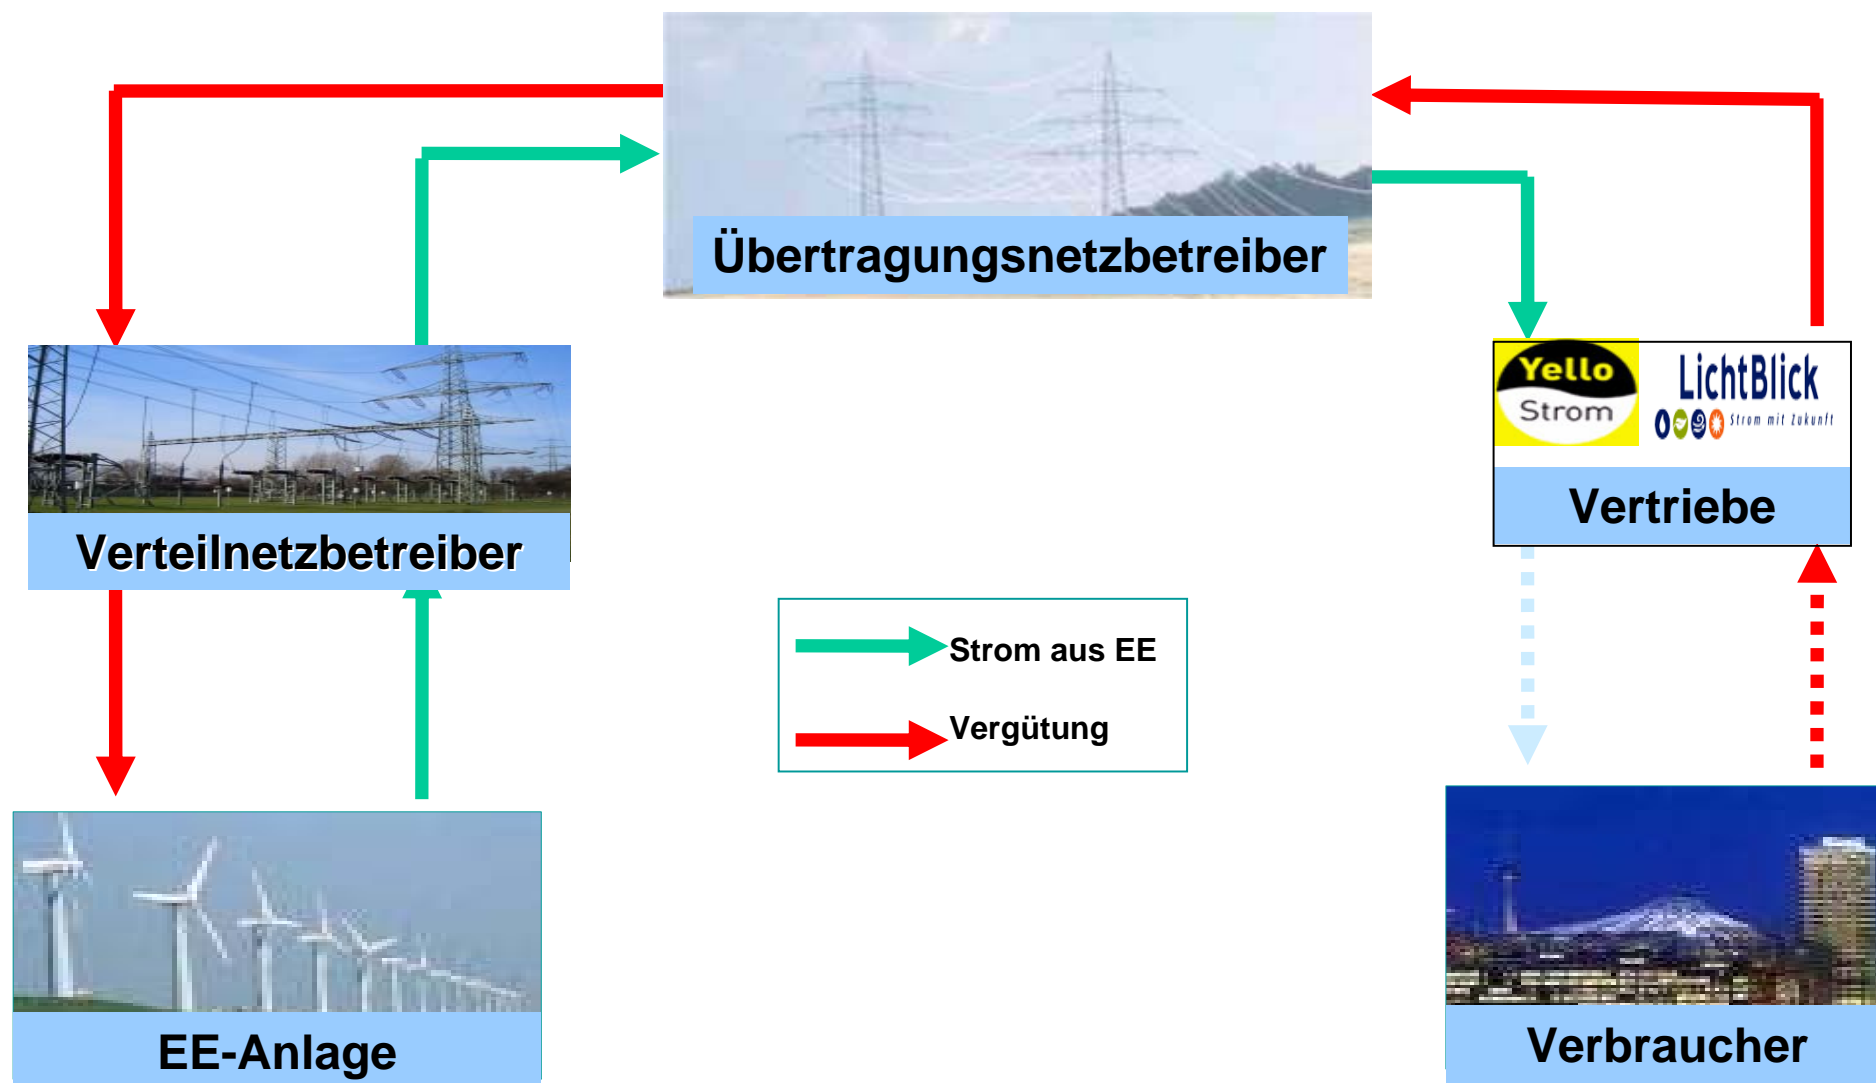 Übertragungsnetzbetreiber
Yello
Strom
LichtBlick
Strom mit Zukunft
Vertriebe
Verteilnetzbetreiber
Strom aus EE
Vergütung
EE-Anlage
Verbraucher